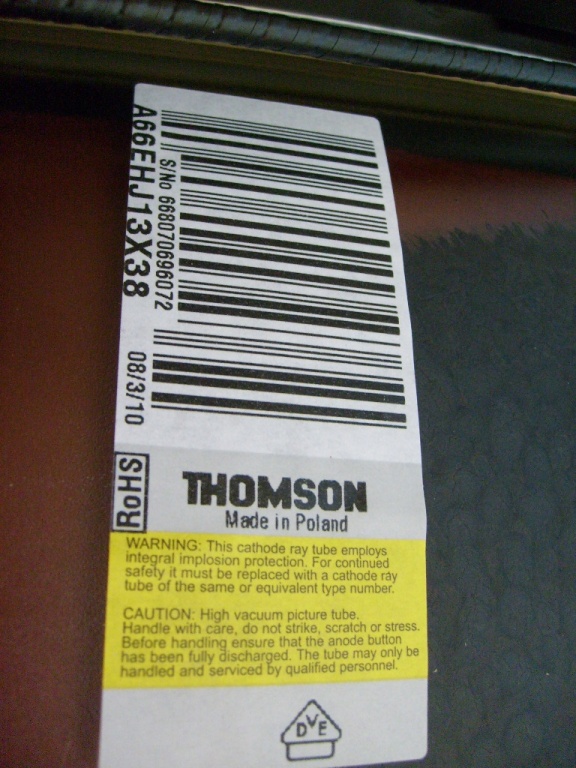 A66EHJ13X38
S/No 668070696072
08/3/10
RoHS
THOMSON
Made in Poland
WARNING: This cathode ray tube employs
integral implosion protection. For continued
safety it must be replaced with a cathode ray
tube of the same or equivalent type number.
CAUTION: High vacuum picture tube.
Handle with care, do not strike, scratch or stress.
Before handling ensure that the anode button
has been fully discharged. The tube may only be
handled and serviced by qualified personnel.
DVE